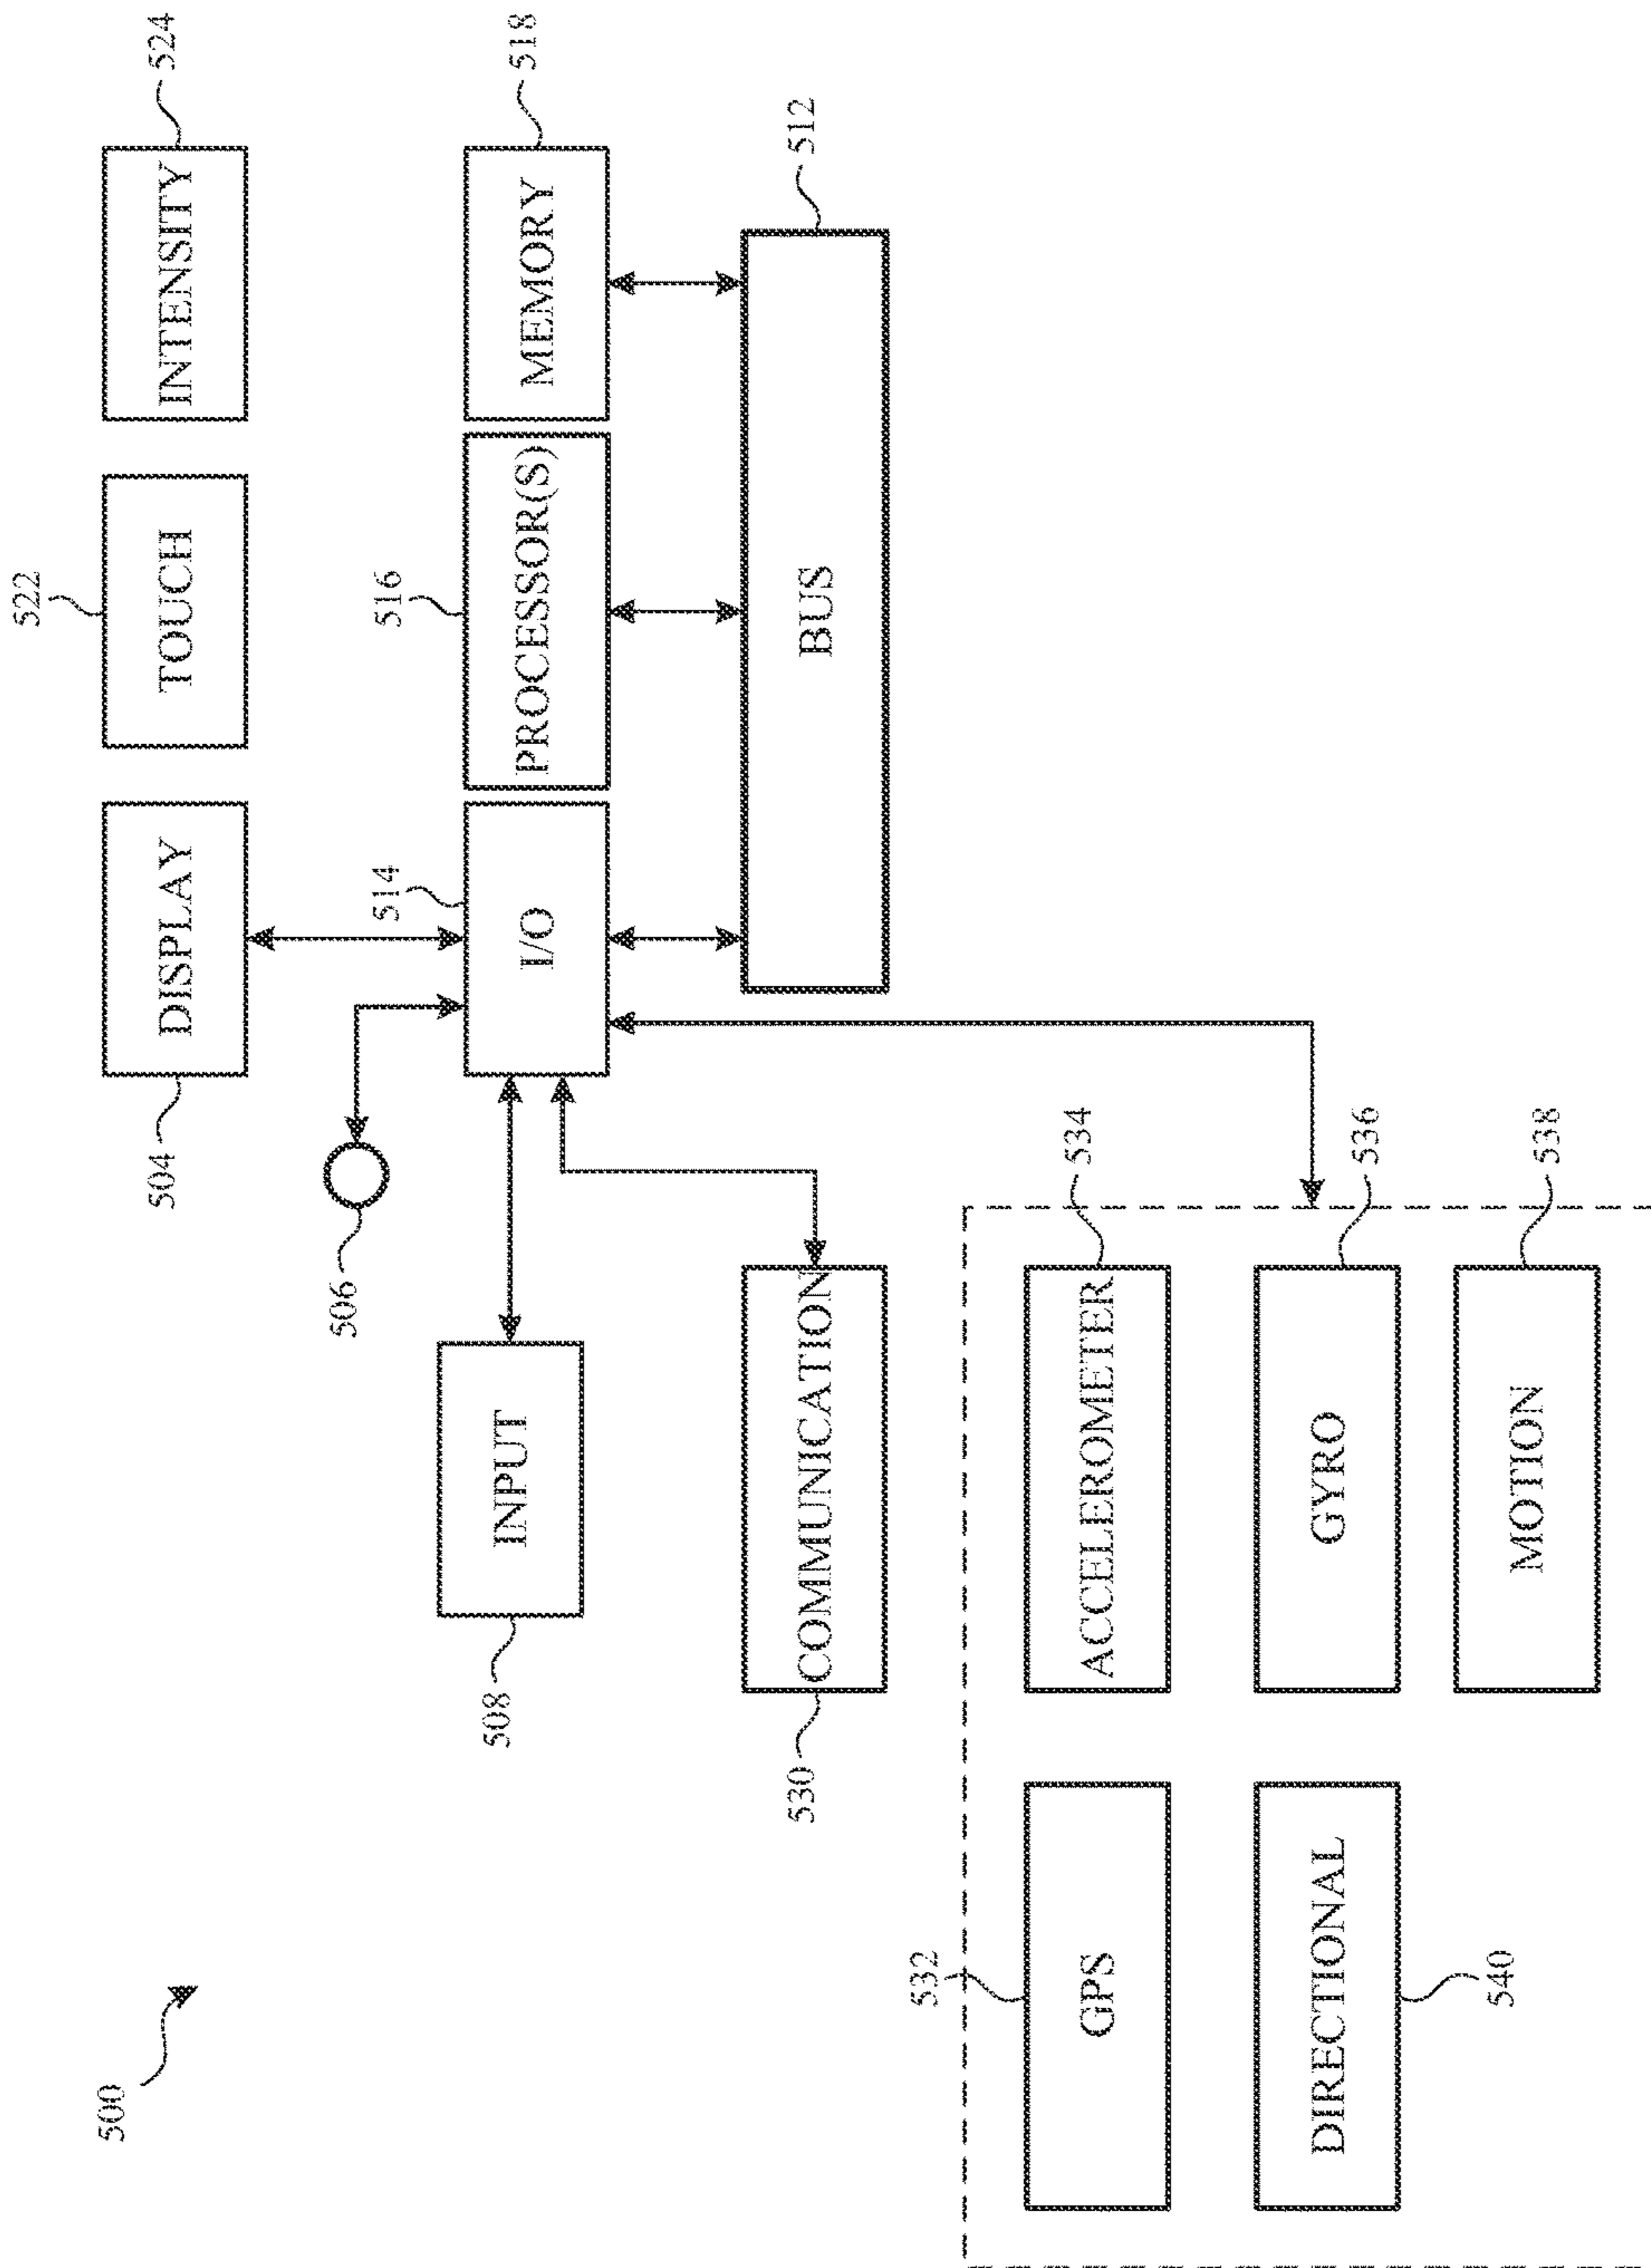 500
504
DISPLAY
522
TOUCH
INTENSITY
524
506
508
INPUT
514
I/O
516
PROCESSOR(S)
MEMORY
518
530
COMMUNICATION
BUS
512
532
GPS
ACCELEROMETER
534
DIRECTIONAL
540
GYRO
536
MOTION
538